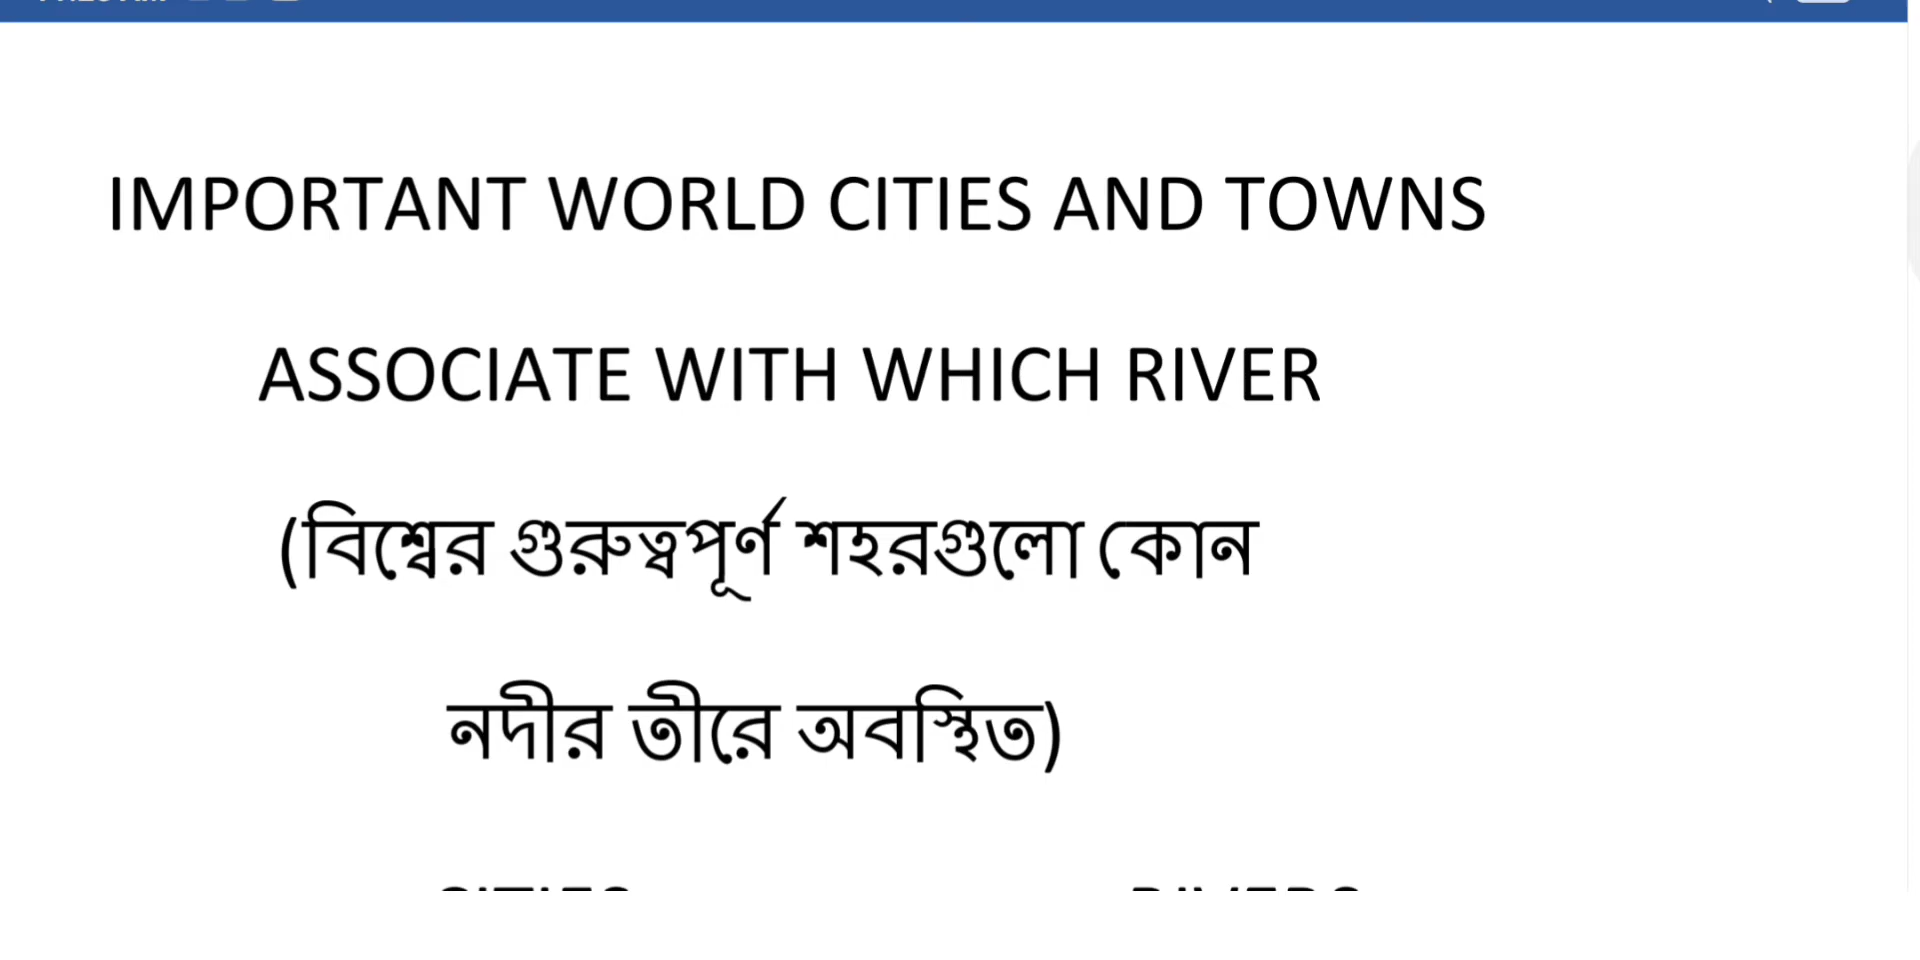 IMPORTANT WORLD CITIES AND TOWNS
ASSOCIATE WITH WHICH RIVER
(বিশ্বের গুরুত্বপূর্ণ শহরগুলো কোন
নদীর তীরে অবস্থিত)